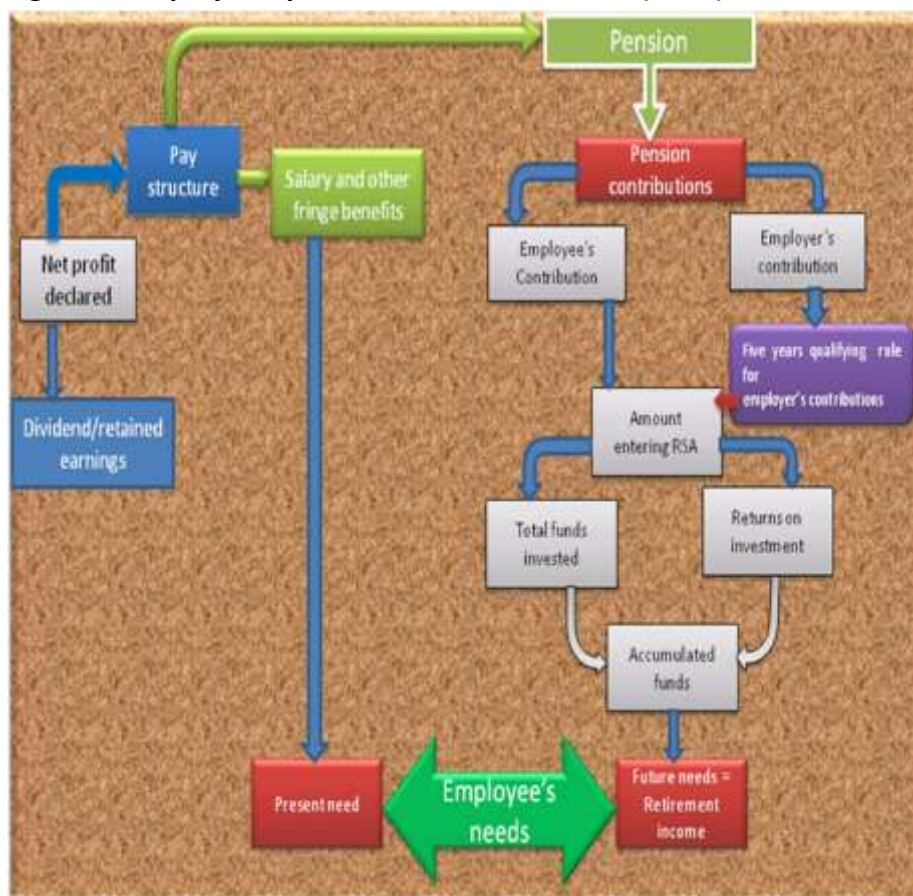 Pension
Pay
structure
Salary and other
fringe benefits
Pension
contributions
Net profit
declared
Employee's
Contribution
Employer's
contribution
Five years qualifying rule
for
employer's contributions
Dividend/retained
earnings
Amount
entering RSA
Total funds
invested
Returns on
investment
Accumulated
funds
Present need
Employee's
needs
Future needs =
Retirement
income